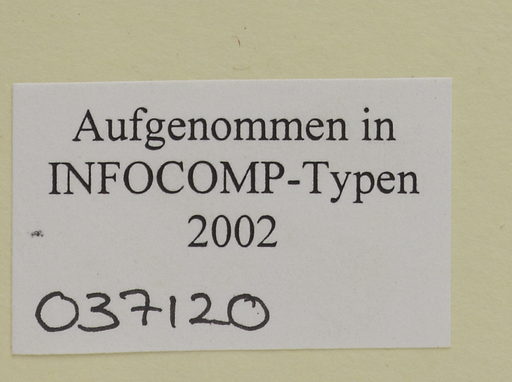 Aufgenommen in
INFOCOMP-Typen
2002
037120